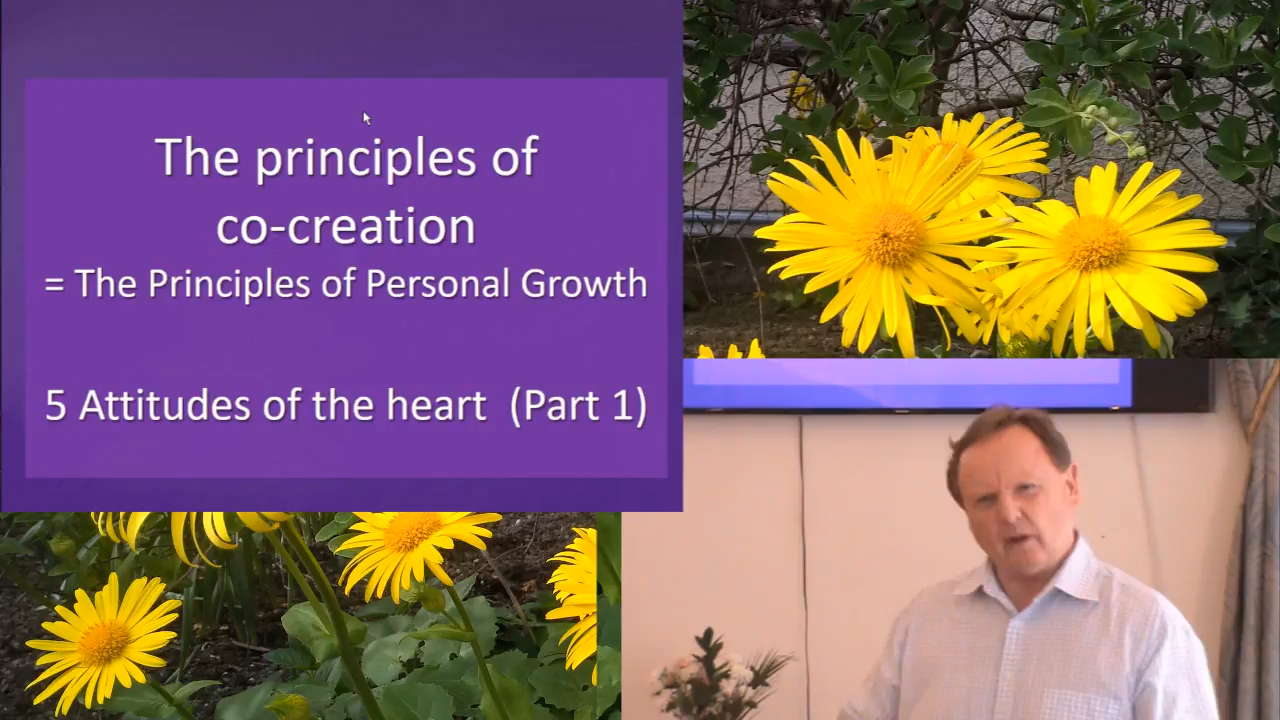 The principles of
co-creation
= The Principles of Personal Growth
5 Attitudes of the heart (Part 1)